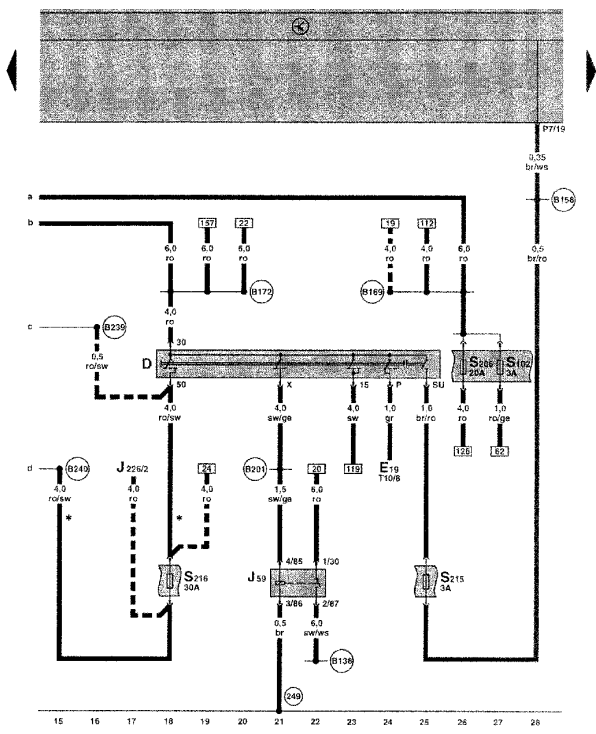 P7/19
0,35
br/ws
a
B158
b
157
22
19
112
6,0
ro
6,0
ro
6,0
ro
4,0
ro
4,0
ro
6,0
ro
0,5
br/ro
B172
B169
4,0
ro
c
B239
30
0,5
ro/sw
D
S206
20A
S102
3A
50
X
15
P
SU
4,0
ro/sw
4,0
sw/ge
4,0
sw
1,0
gr
1,0
br/ro
4,0
ro
1,0
ro/ge
126
62
d
B240
J226/2
24
B201
20
119
E19
T10/8
4,0
ro/sw
4,0
ro
4,0
ro
1,5
sw/ge
6,0
ro
*
*
4/85
1/30
S216
30A
J59
S215
3A
3/86
2/87
0,5
br
6,0
sw/ws
B138
249
15 16 17 18 19 20 21 22 23 24 25 26 27 28